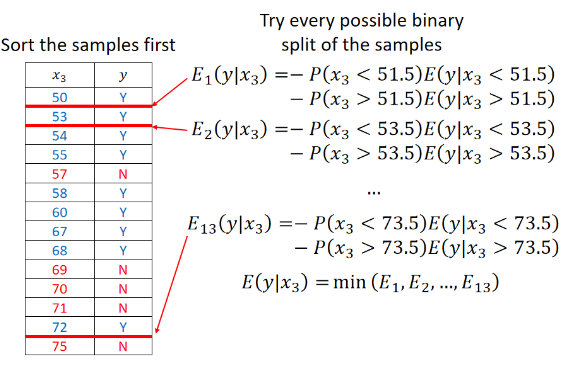 Try every possible binary
split of the samples
Sort the samples first
x₃ y
50 Y
53 Y
54 Y
55 Y
57 N
58 Y
60 Y
67 Y
68 Y
69 N
70 N
71 N
72 Y
75 N
E₁(y|x₃) =− P(x₃ < 51.5)E(y|x₃ < 51.5)
− P(x₃ > 51.5)E(y|x₃ > 51.5)
E₂(y|x₃) =− P(x₃ < 53.5)E(y|x₃ < 53.5)
− P(x₃ > 53.5)E(y|x₃ > 53.5)
...
E₁₃(y|x₃) =− P(x₃ < 73.5)E(y|x₃ < 73.5)
− P(x₃ > 73.5)E(y|x₃ > 73.5)
E(y|x₃) = min (E₁, E₂, ..., E₁₃)